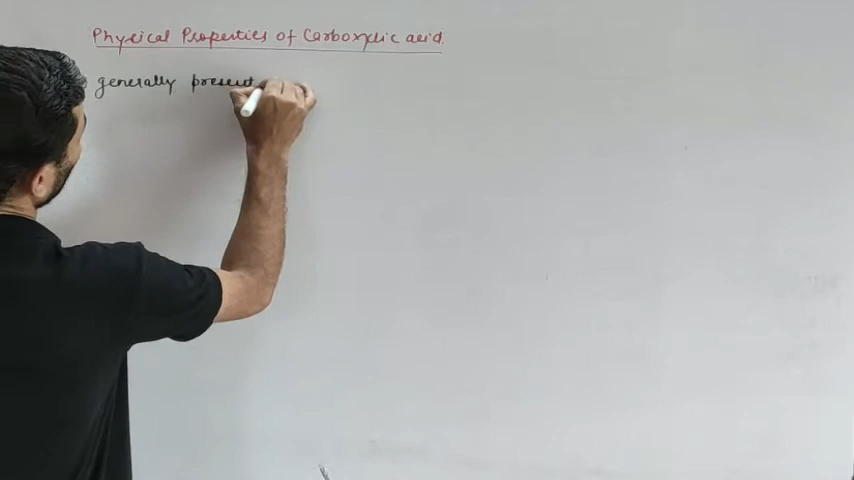 Physical Properties of Carboxylic acid.
generally present